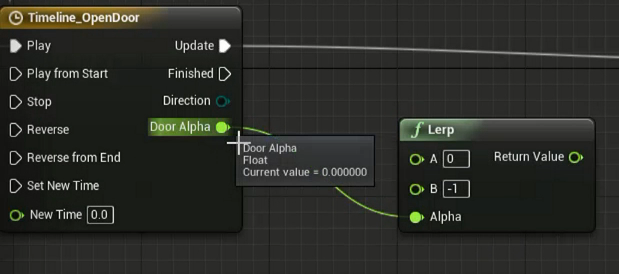 Timeline_OpenDoor
Play
Update
Play from Start
Finished
Stop
Direction
Reverse
Door Alpha
Reverse from End
Set New Time
New Time 0.0
Door Alpha
Float
Current value = 0.000000
f Lerp
A 0
Return Value
B -1
Alpha